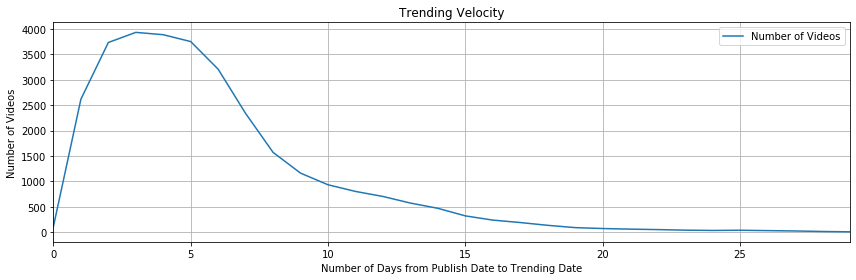 Trending Velocity
Number of Videos
Number of Videos
4000
3500
3000
2500
2000
1500
1000
500
0
0 5 10 15 20 25
Number of Days from Publish Date to Trending Date